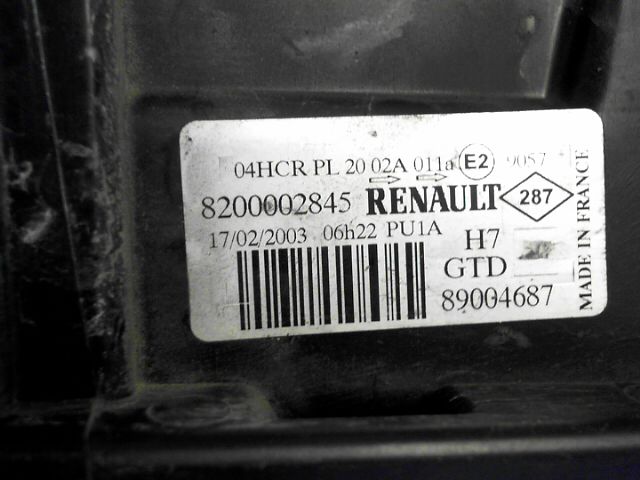 04HCR PL 20 02A 011a E2 9087
8200002845 RENAULT 287
17/02/2003 06h22 PU1A H7
GTD
89004687
MADE IN FRANCE